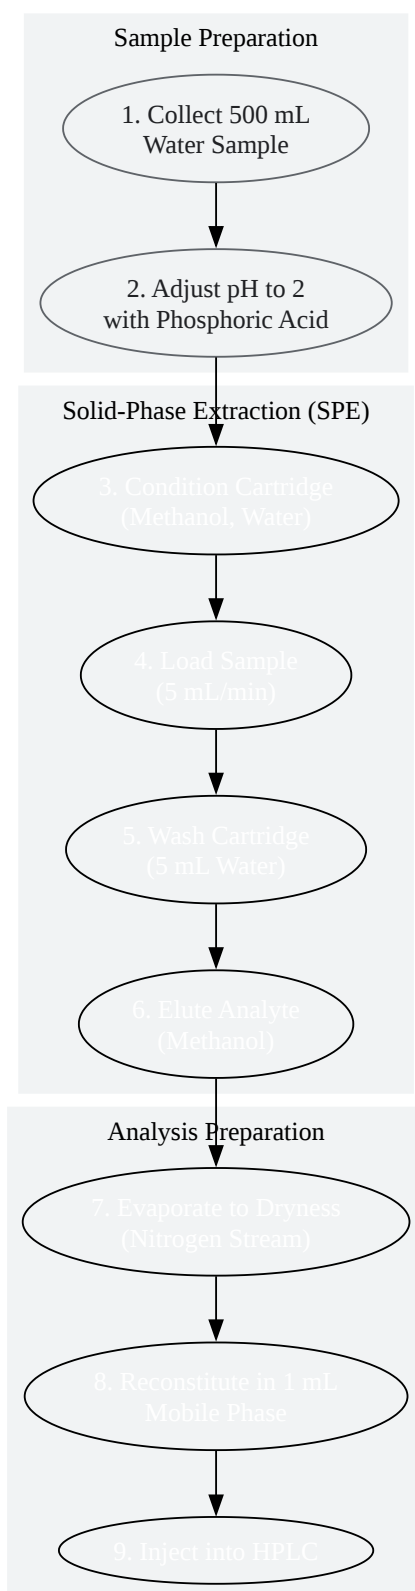 Sample Preparation
1. Collect 500 mL
Water Sample
2. Adjust pH to 2
with Phosphoric Acid
Solid-Phase Extraction (SPE)
3. Condition Cartridge
(Methanol, Water)
4. Load Sample
(5 mL/min)
5. Wash Cartridge
(5 mL Water)
6. Elute Analyte
(Methanol)
Analysis Preparation
7. Evaporate to Dryness
(Nitrogen Stream)
8. Reconstitute in 1 mL
Mobile Phase
9. Inject into HPLC